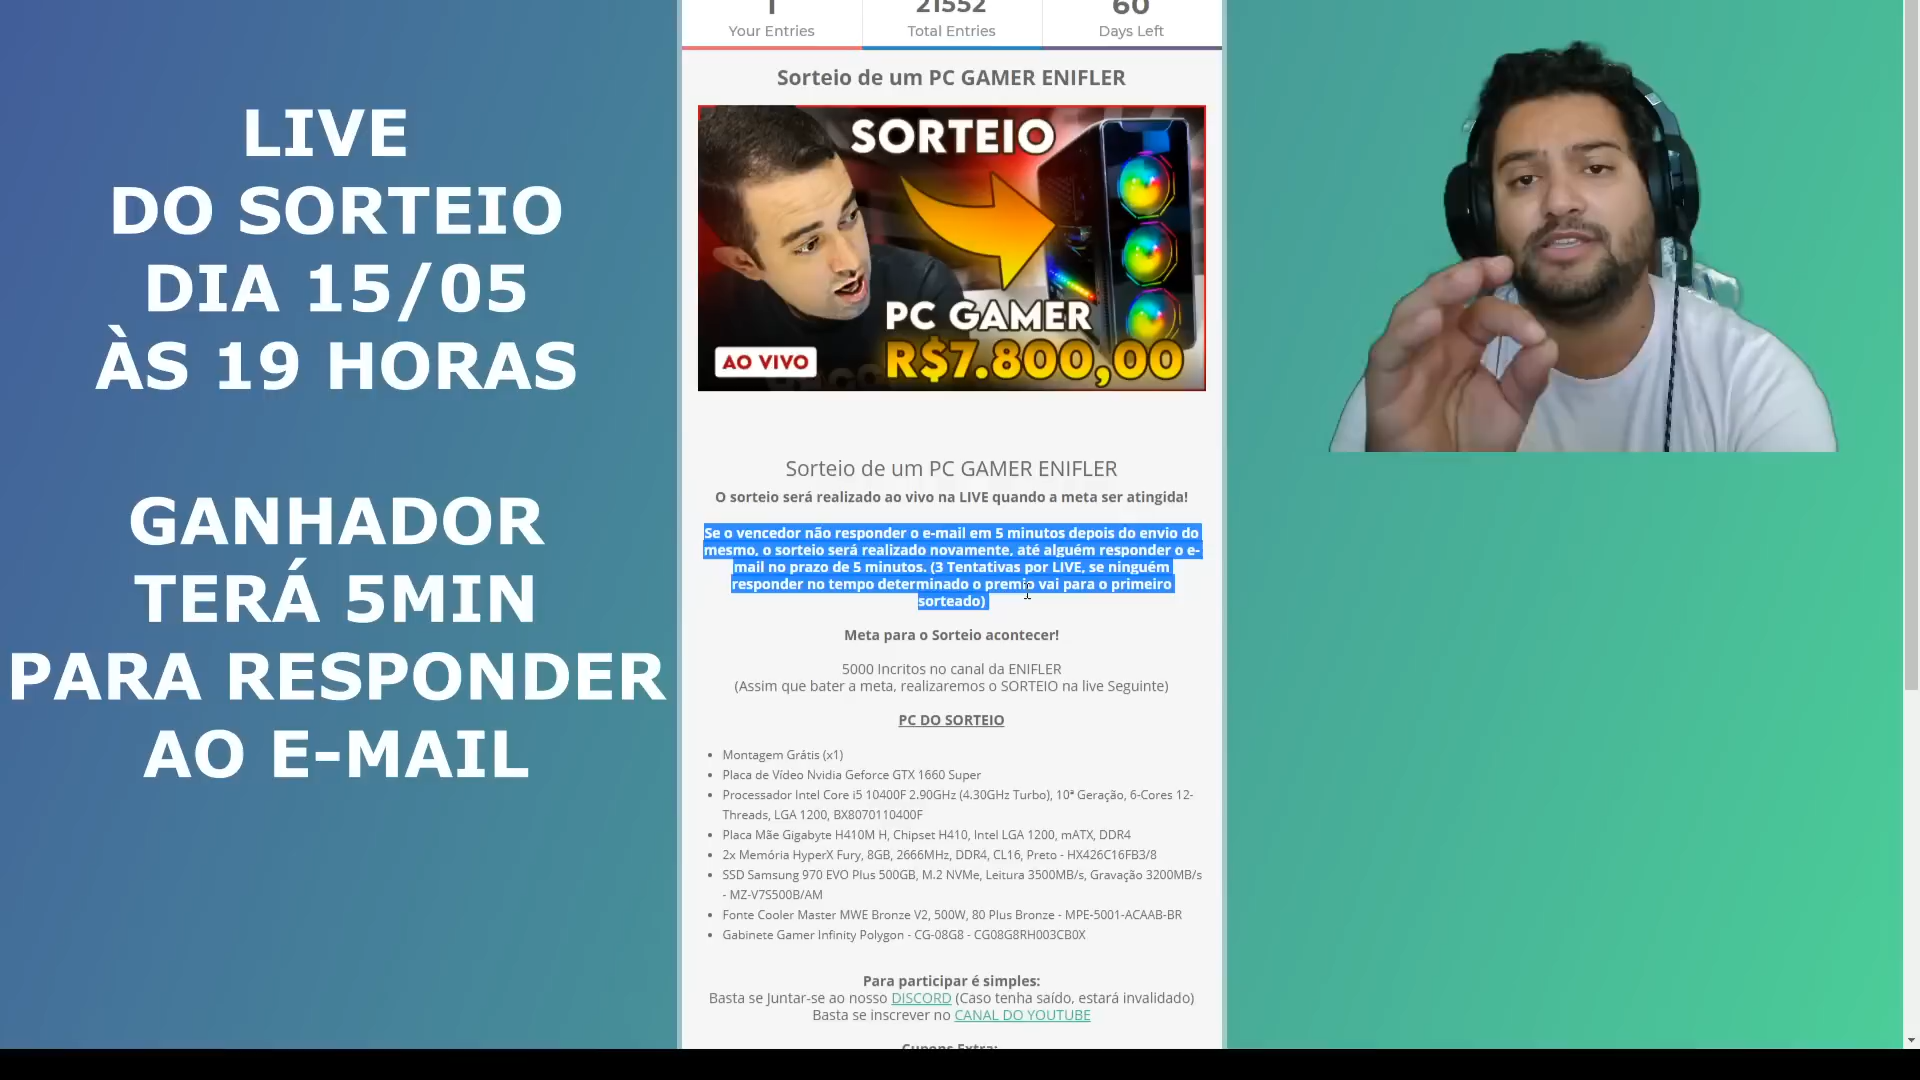 LIVE
DO SORTEIO
DIA 15/05
ÀS 19 HORAS
GANHADOR
TERÁ 5MIN
PARA RESPONDER
AO E-MAIL
1
Your Entries
21552
Total Entries
60
Days Left
Sorteio de um PC GAMER ENIFLER
SORTEIO
PC GAMER
AO VIVO
R$7.800,00
Sorteio de um PC GAMER ENIFLER
O sorteio será realizado ao vivo na LIVE quando a meta ser atingida!
Se o vencedor não responder o e-mail em 5 minutos depois do envio do
mesmo, o sorteio será realizado novamente, até alguém responder o e-
mail no prazo de 5 minutos. (3 Tentativas por LIVE, se ninguém
responder no tempo determinado o premio vai para o primeiro
sorteado)
Meta para o Sorteio acontecer!
5000 Incritos no canal da ENIFLER
(Assim que bater a meta, realizaremos o SORTEIO na live Seguinte)
PC DO SORTEIO
• Montagem Grátis (x1)
• Placa de Vídeo Nvidia Geforce GTX 1660 Super
• Processador Intel Core i5 10400F 2.90GHz (4.30GHz Turbo), 10ª Geração, 6-Cores 12-
Threads, LGA 1200, BX8070110400F
• Placa Mãe Gigabyte H410M H, Chipset H410, Intel LGA 1200, mATX, DDR4
• 2x Memória HyperX Fury, 8GB, 2666MHz, DDR4, CL16, Preto - HX426C16FB3/8
• SSD Samsung 970 EVO Plus 500GB, M.2 NVMe, Leitura 3500MB/s, Gravação 3200MB/s
- MZ-V7S500B/AM
• Fonte Cooler Master MWE Bronze V2, 500W, 80 Plus Bronze - MPE-5001-ACAAB-BR
• Gabinete Gamer Infinity Polygon - CG-08G8 - CG08G8RH003CB0X
Para participar é simples:
Basta se Juntar-se ao nosso DISCORD (Caso tenha saído, estará invalidado)
Basta se inscrever no CANAL DO YOUTUBE
Cupons Extra: